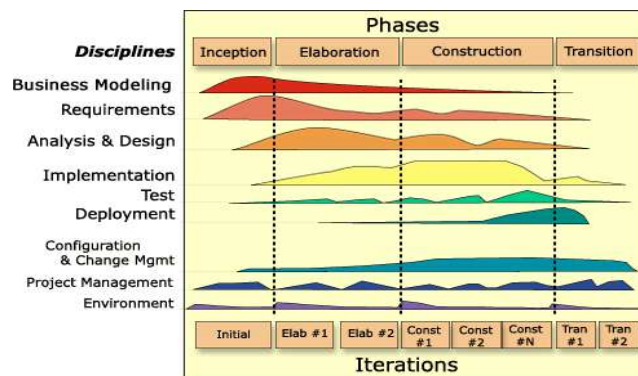 Phases
Disciplines
Inception
Elaboration
Construction
Transition
Business Modeling
Requirements
Analysis & Design
Implementation
Test
Deployment
Configuration
& Change Mgmt
Project Management
Environment
Initial
Elab #1
Elab #2
Const
#1
Const
#2
Const
#N
Tran
#1
Tran
#2
Iterations